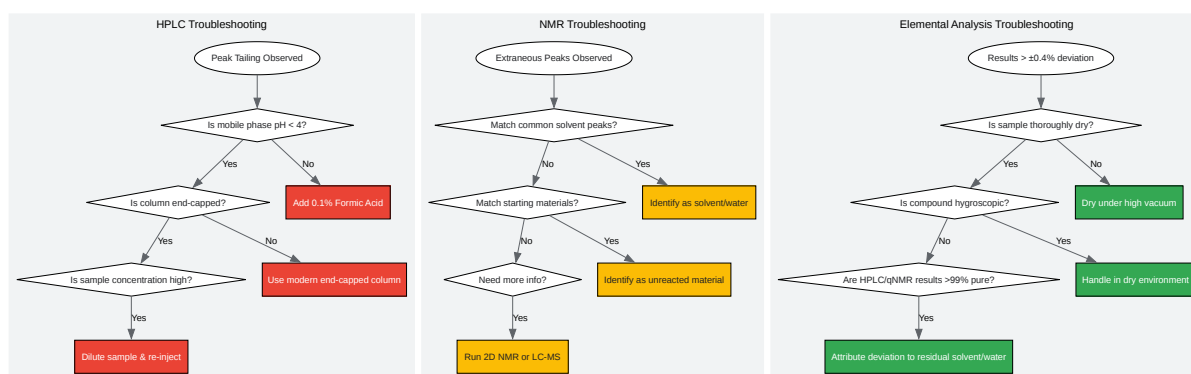 HPLC Troubleshooting
Peak Tailing Observed
Is mobile phase pH < 4?
Yes
No
Is column end-capped?
Add 0.1% Formic Acid
Yes
No
Is sample concentration high?
Use modern end-capped column
Yes
Dilute sample & re-inject
NMR Troubleshooting
Extraneous Peaks Observed
Match common solvent peaks?
No
Yes
Match starting materials?
Identify as solvent/water
No
Yes
Need more info?
Identify as unreacted material
Yes
Run 2D NMR or LC-MS
Elemental Analysis Troubleshooting
Results > ±0.4% deviation
Is sample thoroughly dry?
Yes
No
Is compound hygroscopic?
Dry under high vacuum
No
Yes
Are HPLC/qNMR results >99% pure?
Handle in dry environment
Yes
Attribute deviation to residual solvent/water